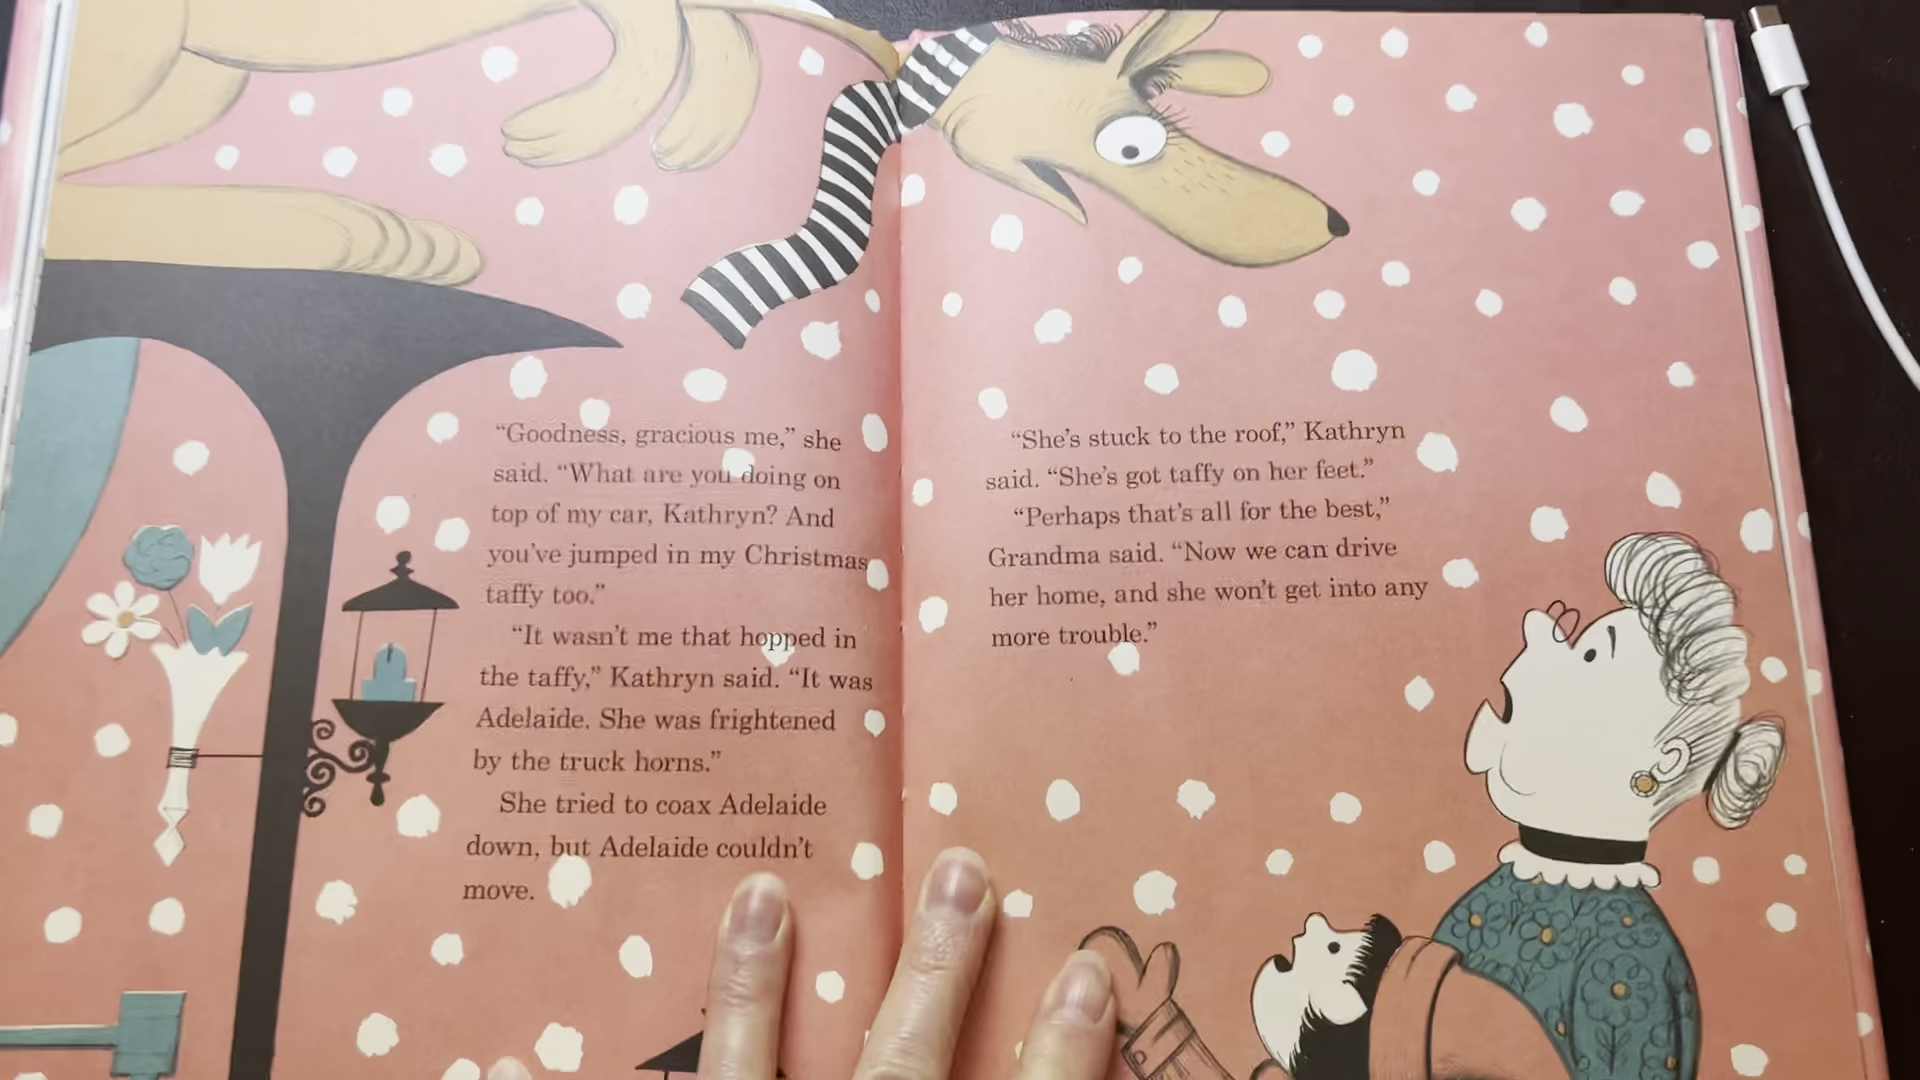 “Goodness, gracious me,” she
said. “What are you doing on
top of my car, Kathryn? And
you’ve jumped in my Christmas
taffy too.”
“It wasn’t me that hopped in
the taffy,” Kathryn said. “It was
Adelaide. She was frightened
by the truck horns.”
She tried to coax Adelaide
down, but Adelaide couldn’t
move.
“She’s stuck to the roof,” Kathryn
said. “She’s got taffy on her feet.”
“Perhaps that’s all for the best,”
Grandma said. “Now we can drive
her home, and she won’t get into any
more trouble.”